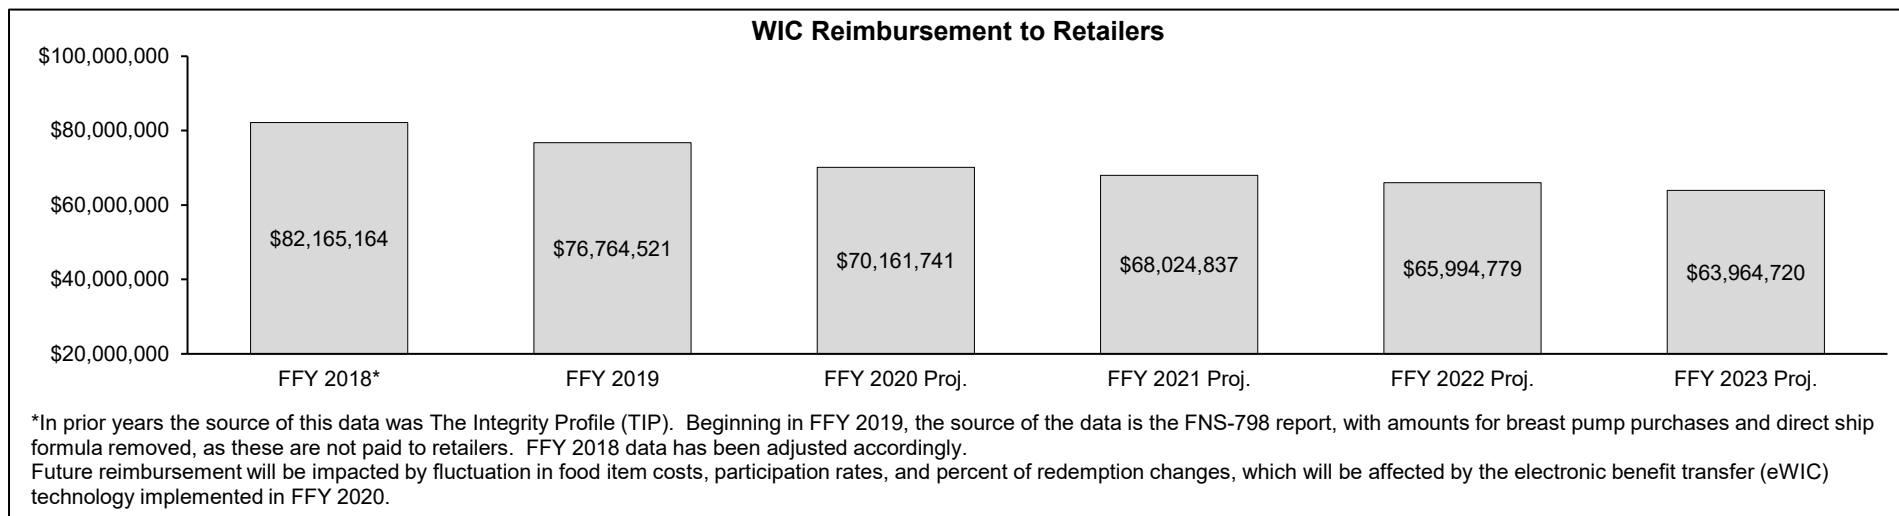 WIC Reimbursement to Retailers
$100,000,000
$80,000,000
$60,000,000
$40,000,000
$20,000,000
$82,165,164
$76,764,521
$70,161,741
$68,024,837
$65,994,779
$63,964,720
FFY 2018*
FFY 2019
FFY 2020 Proj.
FFY 2021 Proj.
FFY 2022 Proj.
FFY 2023 Proj.
*In prior years the source of this data was The Integrity Profile (TIP).  Beginning in FFY 2019, the source of the data is the FNS-798 report, with amounts for breast pump purchases and direct ship
formula removed, as these are not paid to retailers.  FFY 2018 data has been adjusted accordingly.
Future reimbursement will be impacted by fluctuation in food item costs, participation rates, and percent of redemption changes, which will be affected by the electronic benefit transfer (eWIC)
technology implemented in FFY 2020.